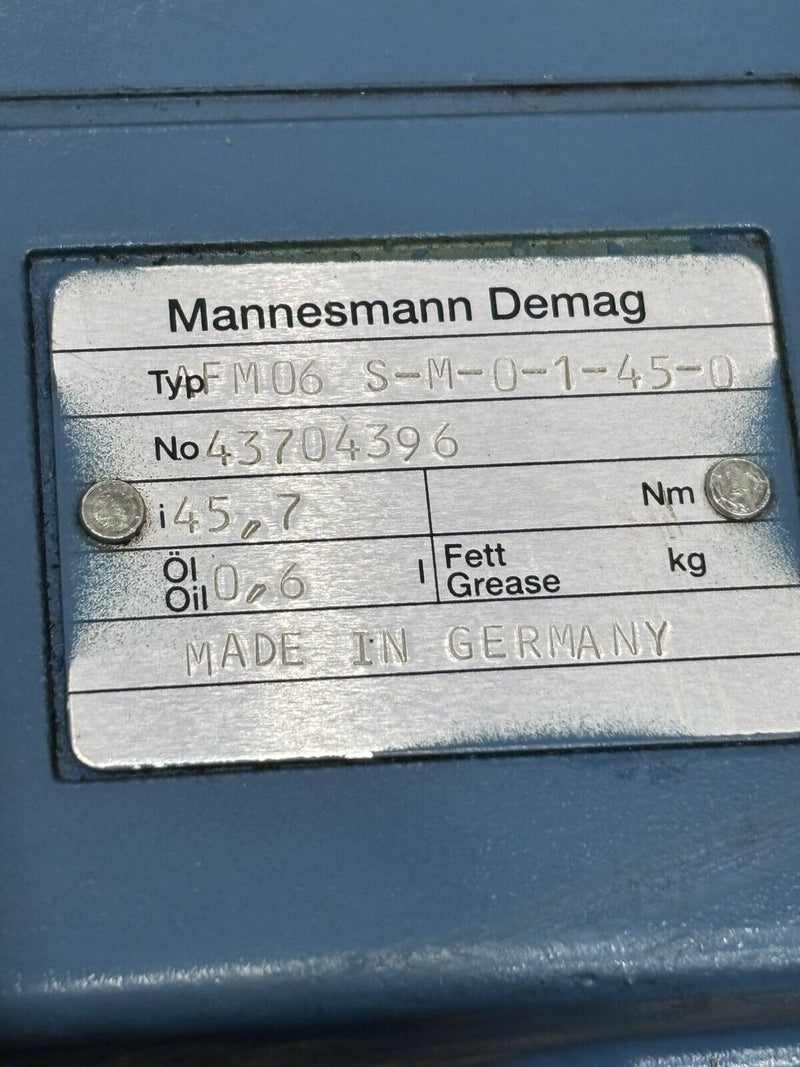 Mannesmann Demag
Typ AFM06 S-M-0-1-45-0
No 43704396
i 45,7 Nm
Öl
Oil 0,6 l Fett
Grease kg
MADE IN GERMANY